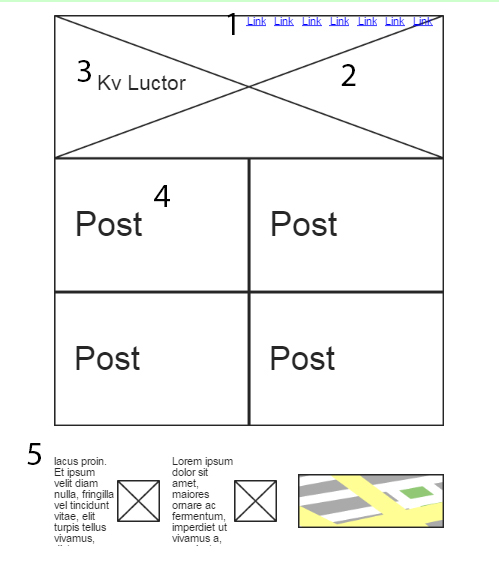 1
Link Link Link Link Link Link Link
3
Kv Luctor
2
4
Post
Post
Post
Post
5
lacus proin.
Et ipsum
velit diam
nulla, fringilla
vel tincidunt
vitae, elit
turpis tellus
vivamus,
Lorem ipsum
dolor sit
amet,
maiores
ornare ac
fermentum,
imperdiet ut
vivamus a,